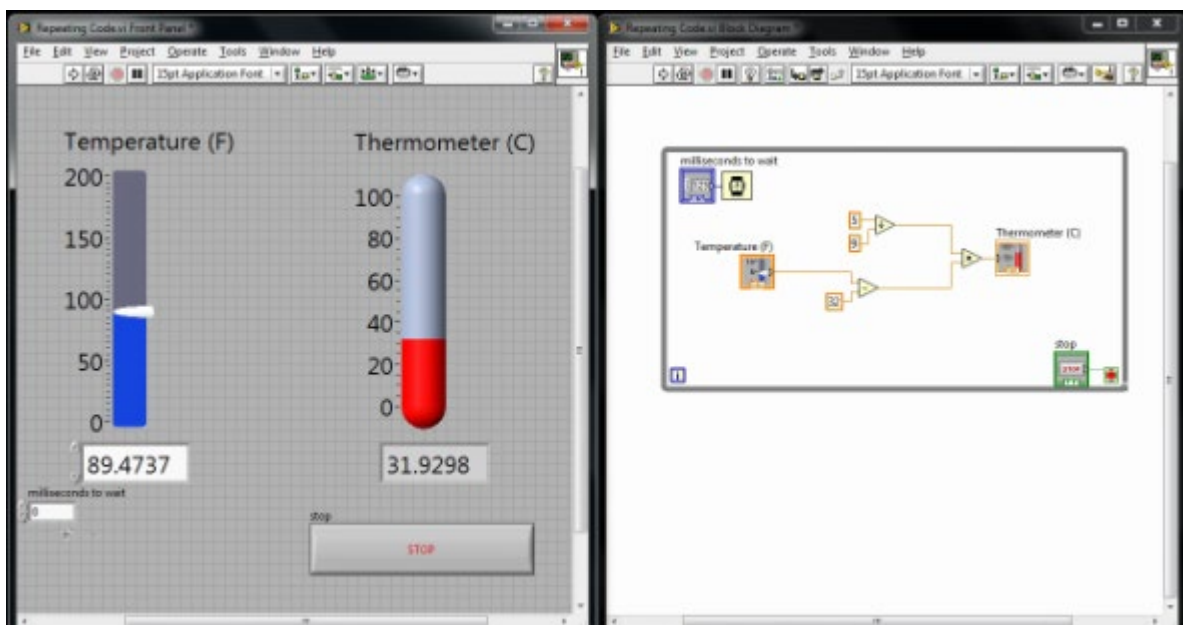 Repeating Code.vi Front Panel *
File Edit View Project Operate Tools Window Help
15pt Application Font
Temperature (F)
200
150
100
50
0
89.4737
milliseconds to wait
0
Thermometer (C)
100
80
60
40
20
0
31.9298
stop
STOP
Repeating Code.vi Block Diagram
File Edit View Project Operate Tools Window Help
15pt Application Font
milliseconds to wait
Temperature (F)
5
9
32
Thermometer (C)
stop
STOP
i